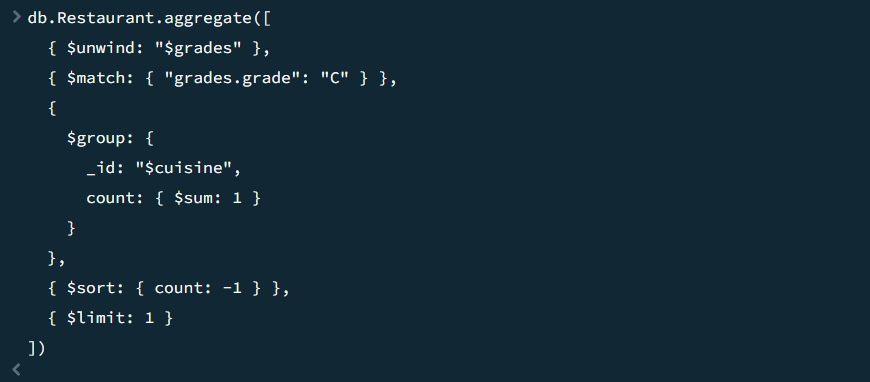 > db.Restaurant.aggregate([
{ $unwind: "$grades" },
{ $match: { "grades.grade": "C" } },
{
$group: {
_id: "$cuisine",
count: { $sum: 1 }
}
},
{ $sort: { count: -1 } },
{ $limit: 1 }
])
<